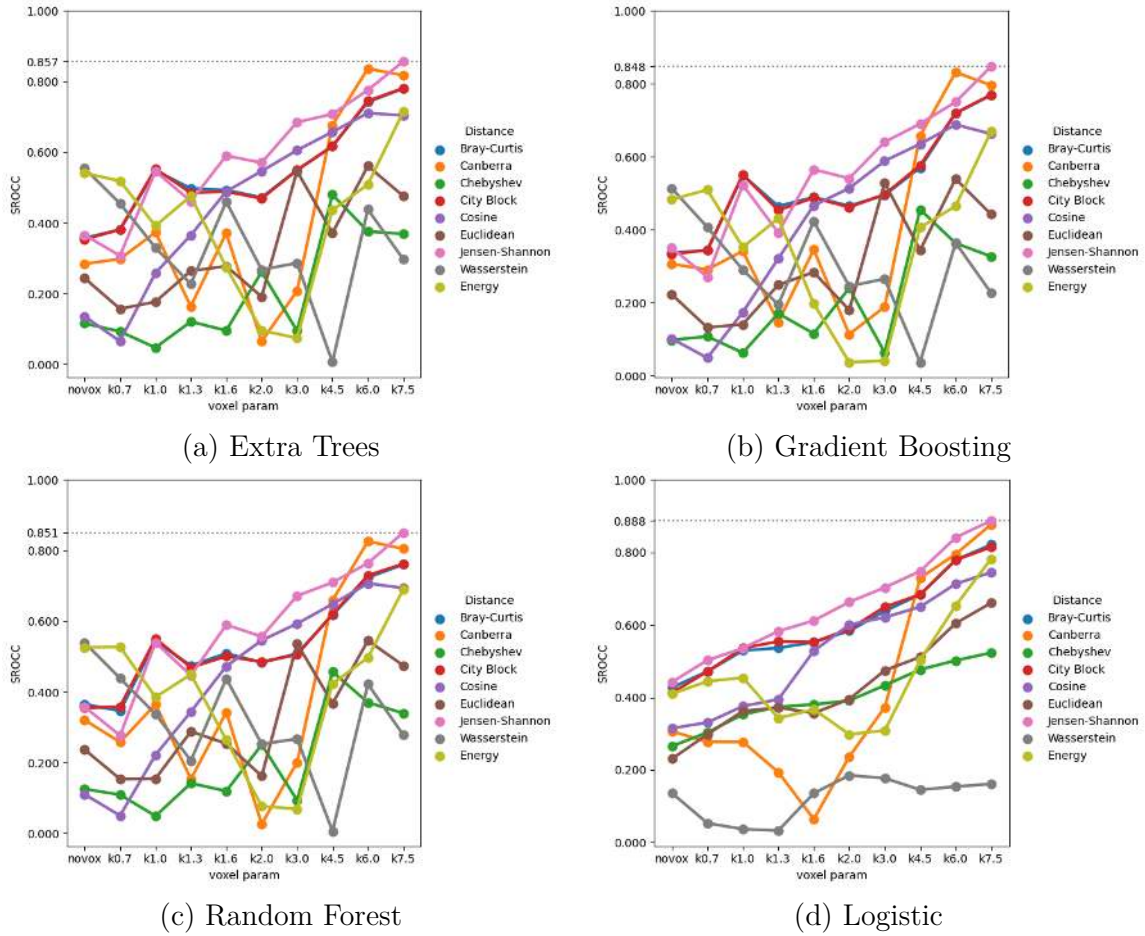 1.000
0.857
0.800
0.600
0.400
0.200
0.000
SROCC
novox k0.7 k1.0 k1.3 k1.6 k2.0 k3.0 k4.5 k6.0 k7.5
voxel param
Distance
Bray-Curtis
Canberra
Chebyshev
City Block
Cosine
Euclidean
Jensen-Shannon
Wasserstein
Energy
(a) Extra Trees
1.000
0.848
0.800
0.600
0.400
0.200
0.000
SROCC
novox k0.7 k1.0 k1.3 k1.6 k2.0 k3.0 k4.5 k6.0 k7.5
voxel param
Distance
Bray-Curtis
Canberra
Chebyshev
City Block
Cosine
Euclidean
Jensen-Shannon
Wasserstein
Energy
(b) Gradient Boosting
1.000
0.851
0.800
0.600
0.400
0.200
0.000
SROCC
novox k0.7 k1.0 k1.3 k1.6 k2.0 k3.0 k4.5 k6.0 k7.5
voxel param
Distance
Bray-Curtis
Canberra
Chebyshev
City Block
Cosine
Euclidean
Jensen-Shannon
Wasserstein
Energy
(c) Random Forest
1.000
0.888
0.800
0.600
0.400
0.200
0.000
SROCC
novox k0.7 k1.0 k1.3 k1.6 k2.0 k3.0 k4.5 k6.0 k7.5
voxel param
Distance
Bray-Curtis
Canberra
Chebyshev
City Block
Cosine
Euclidean
Jensen-Shannon
Wasserstein
Energy
(d) Logistic